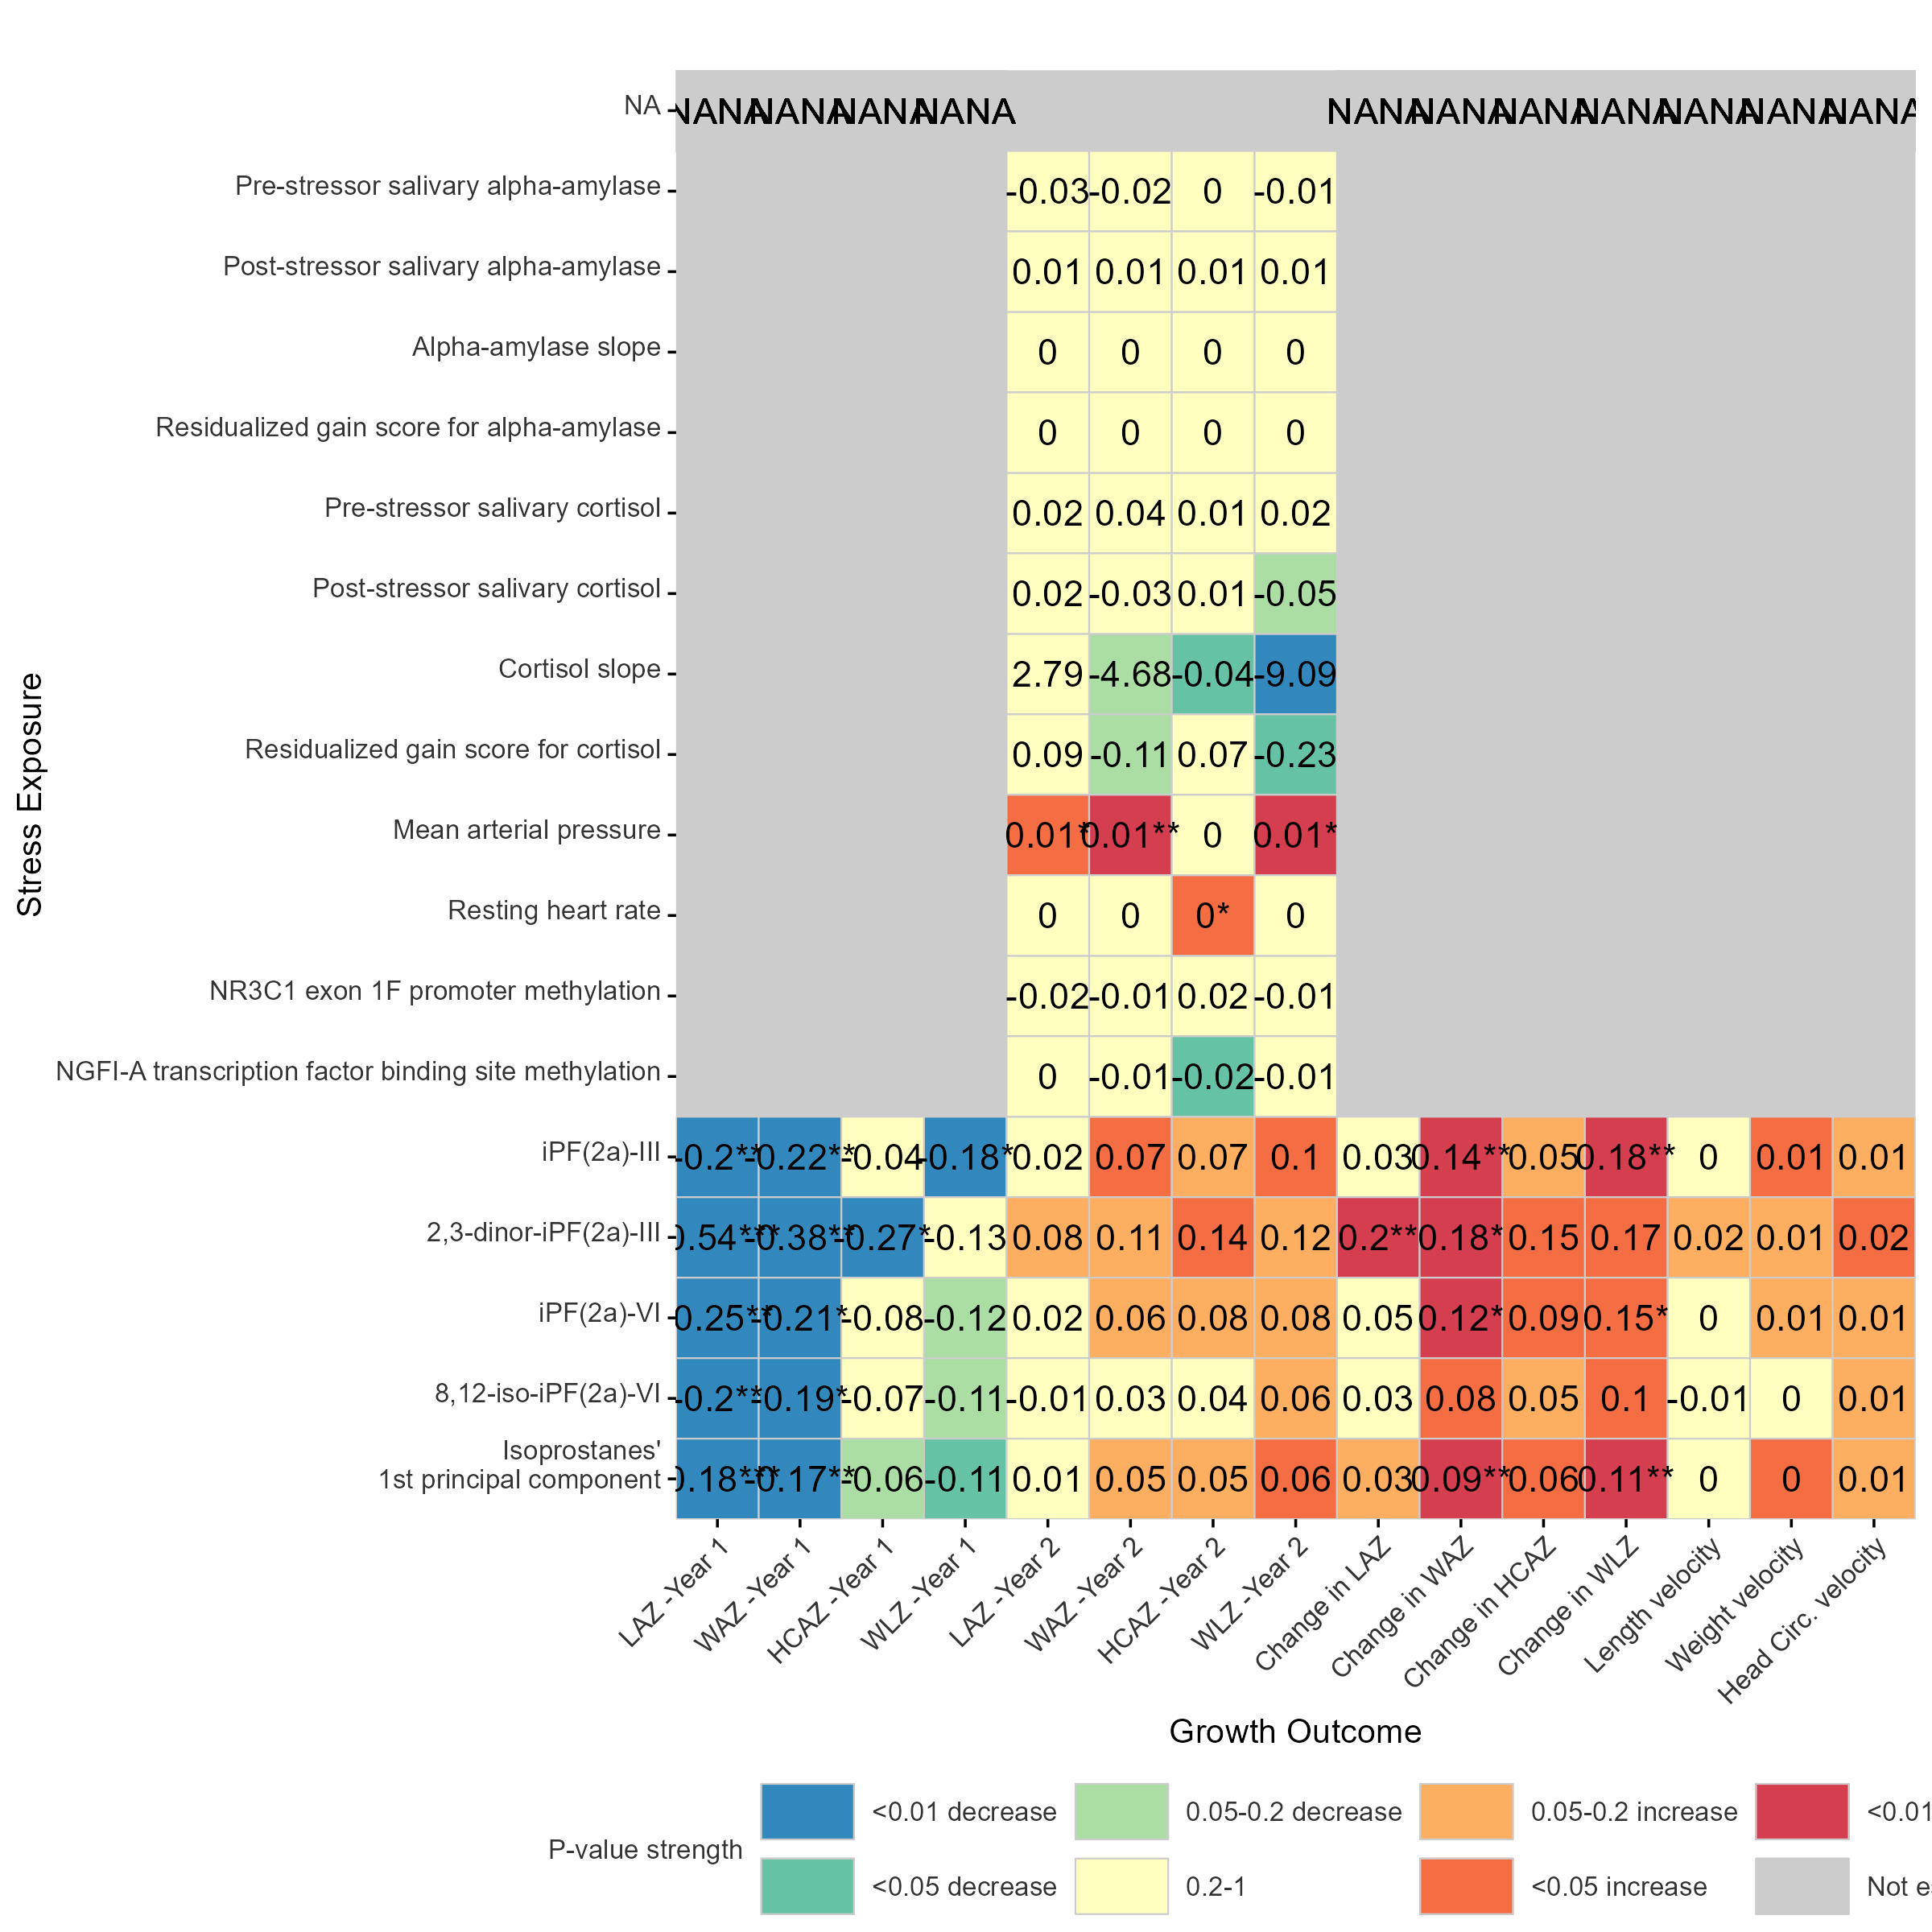 NA NANA NANA NANA NANA NANA NANA NANA NANA NANA NANA NANA
Pre-stressor salivary alpha-amylase -0.03 -0.02 0 -0.01
Post-stressor salivary alpha-amylase 0.01 0.01 0.01 0.01
Alpha-amylase slope 0 0 0 0
Residualized gain score for alpha-amylase 0 0 0 0
Pre-stressor salivary cortisol 0.02 0.04 0.01 0.02
Post-stressor salivary cortisol 0.02 -0.03 0.01 -0.05
Cortisol slope 2.79 -4.68 -0.04 -9.09
Residualized gain score for cortisol 0.09 -0.11 0.07 -0.23
Mean arterial pressure 0.01* 0.01** 0 0.01*
Resting heart rate 0 0 0* 0
NR3C1 exon 1F promoter methylation -0.02 -0.01 0.02 -0.01
NGFI-A transcription factor binding site methylation 0 -0.01 -0.02 -0.01
iPF(2a)-III -0.2** -0.22** -0.04 -0.18* 0.02 0.07 0.07 0.1 0.03 0.14** 0.05 0.18** 0 0.01 0.01
2,3-dinor-iPF(2a)-III 0.54** -0.38** -0.27* -0.13 0.08 0.11 0.14 0.12 0.2** 0.18* 0.15 0.17 0.02 0.01 0.02
iPF(2a)-VI 0.25** -0.21* -0.08 -0.12 0.02 0.06 0.08 0.08 0.05 0.12* 0.09 0.15* 0 0.01 0.01
8,12-iso-iPF(2a)-VI -0.2** -0.19* -0.07 -0.11 -0.01 0.03 0.04 0.06 0.03 0.08 0.05 0.1 -0.01 0 0.01
Isoprostanes'
1st principal component 0.18** -0.17** -0.06 -0.11 0.01 0.05 0.05 0.06 0.03 0.09** 0.06 0.11** 0 0 0.01
Stress Exposure
LAZ -Year 1
WAZ -Year 1
HCAZ -Year 1
WLZ -Year 1
LAZ -Year 2
WAZ -Year 2
HCAZ -Year 2
WLZ -Year 2
Change in LAZ
Change in WAZ
Change in HCAZ
Change in WLZ
Length velocity
Weight velocity
Head Circ. velocity
Growth Outcome
P-value strength
<0.01 decrease 0.05-0.2 decrease 0.05-0.2 increase <0.01
<0.05 decrease 0.2-1 <0.05 increase Not